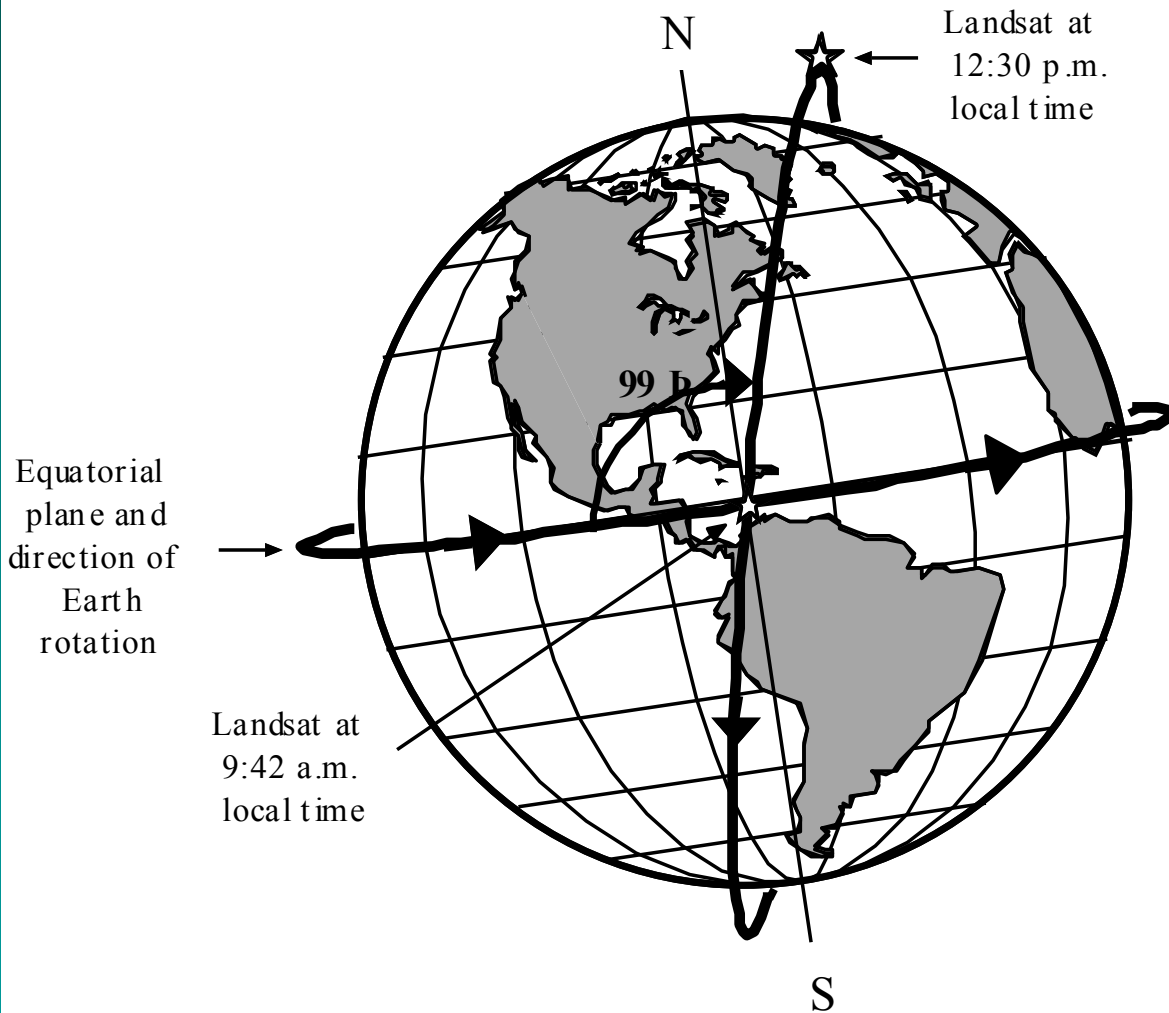 N
Landsat at
12:30 p.m.
local time
99 Þ
Equatorial
plane and
direction of
Earth
rotation
Landsat at
9:42 a.m.
local time
S